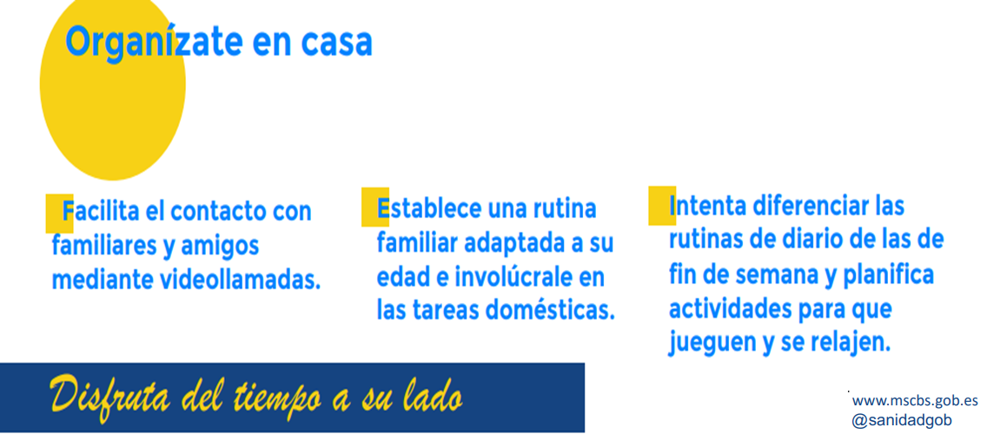 Organízate en casa
Facilita el contacto con
familiares y amigos
mediante videollamadas.
Establece una rutina
familiar adaptada a su
edad e involúcrale en
las tareas domésticas.
Intenta diferenciar las
rutinas de diario de las de
fin de semana y planifica
actividades para que
jueguen y se relajen.
Disfruta del tiempo a su lado
www.mscbs.gob.es
@sanidadgob